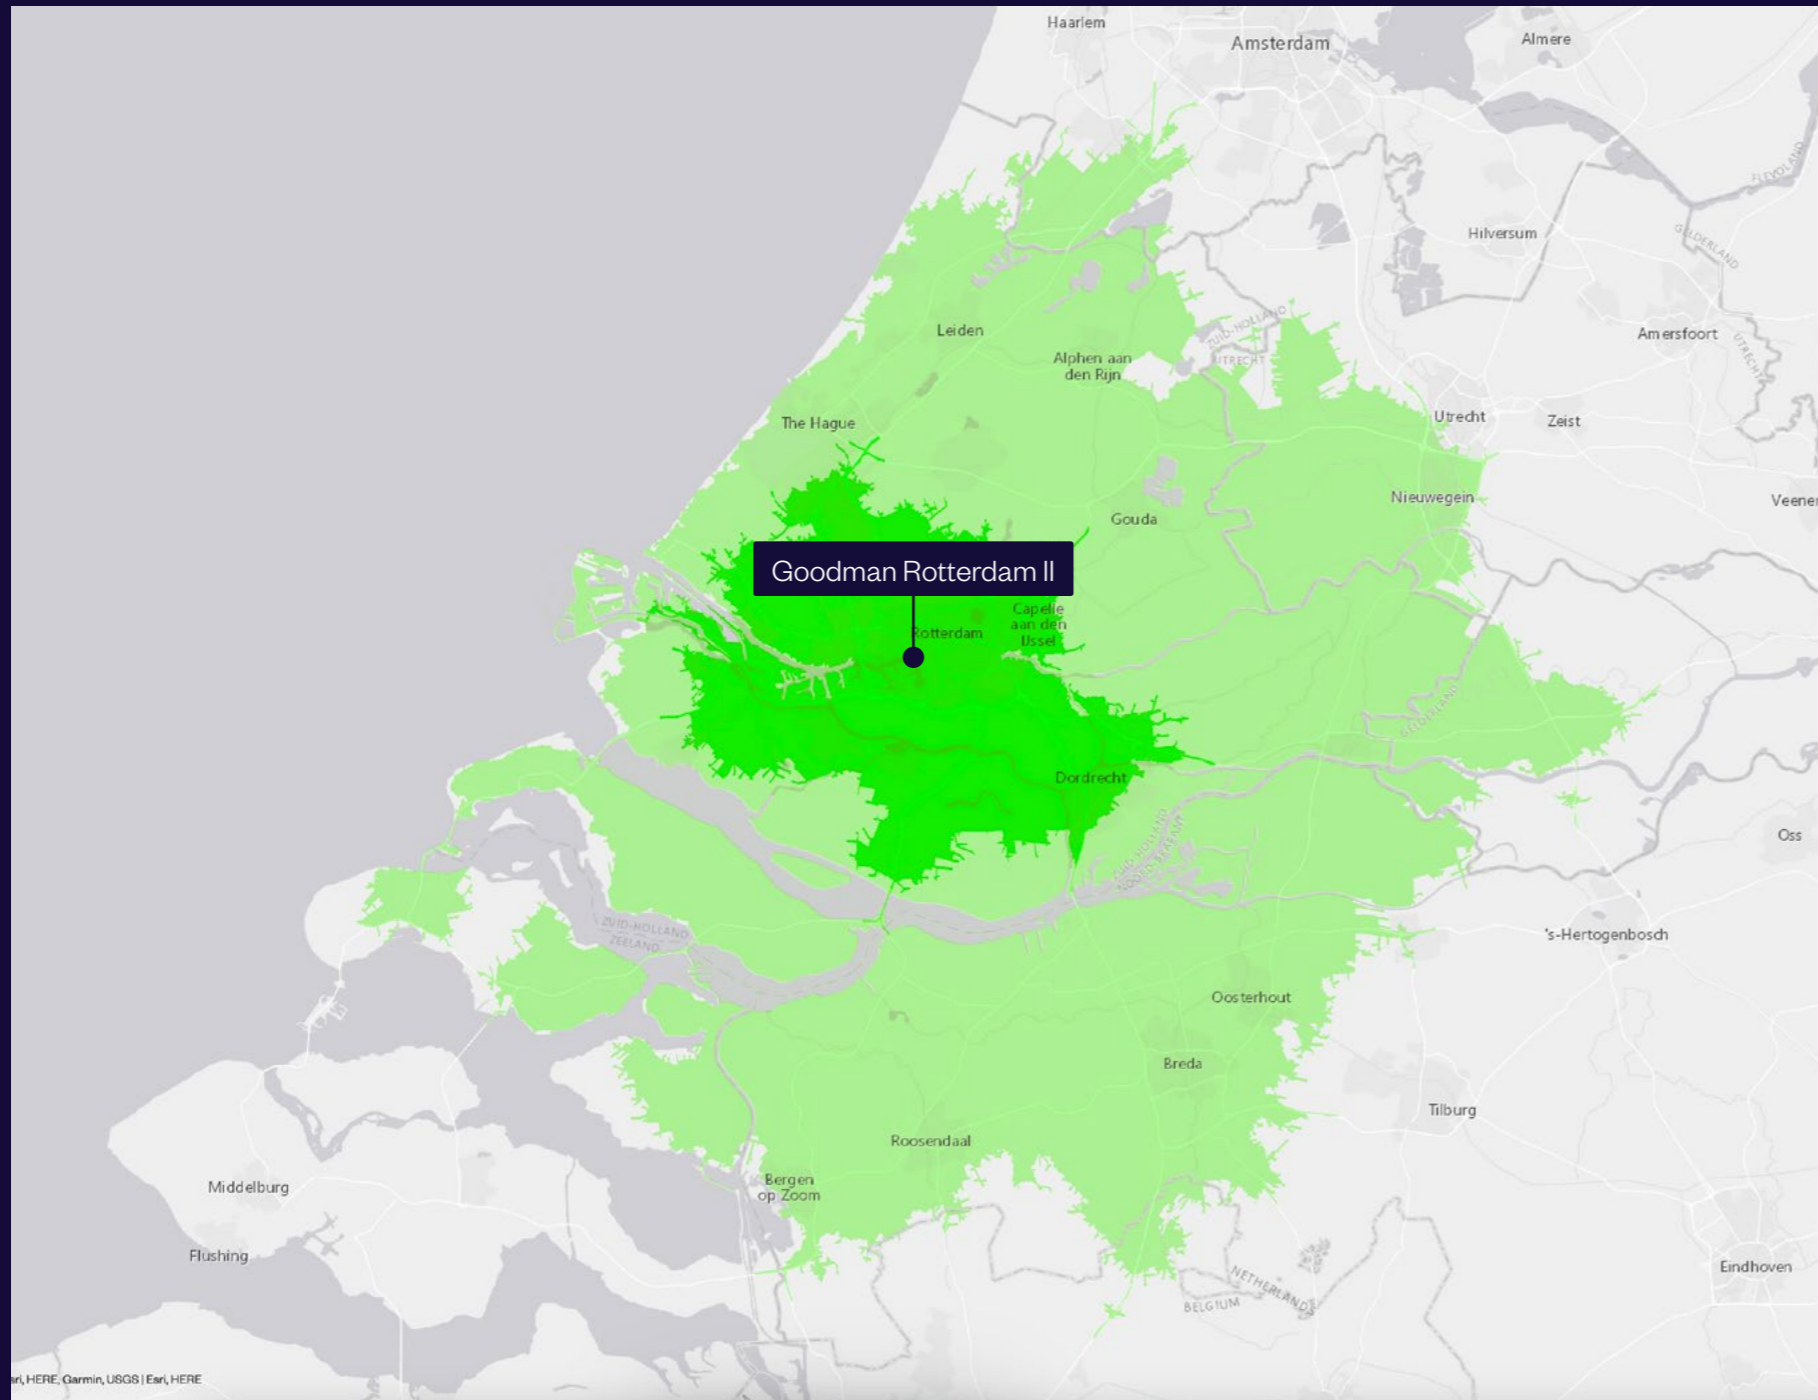 Haarlem
Amsterdam
Almere
FLEVOLAND
Hilversum
GELDERLAND
Leiden
ZUID-HOLLAND
UTRECHT
Amersfoort
UTRECHT
Alphen aan
den Rijn
The Hague
Utrecht
Zeist
Nieuwegein
Veener
Gouda
Goodman Rotterdam II
Capelle
aan den
IJssel
Rotterdam
GELDERLAND
Dordrecht
ZUID-HOLLAND
NOORD-BRABANT
Oss
ZUID-HOLLAND
ZEELAND
's-Hertogenbosch
Oosterhout
Breda
Tilburg
Roosendaal
Middelburg
Bergen
op Zoom
Flushing
Eindhoven
NETHERLANDS
BELGIUM
sri, HERE, Garmin, USGS | Esri, HERE